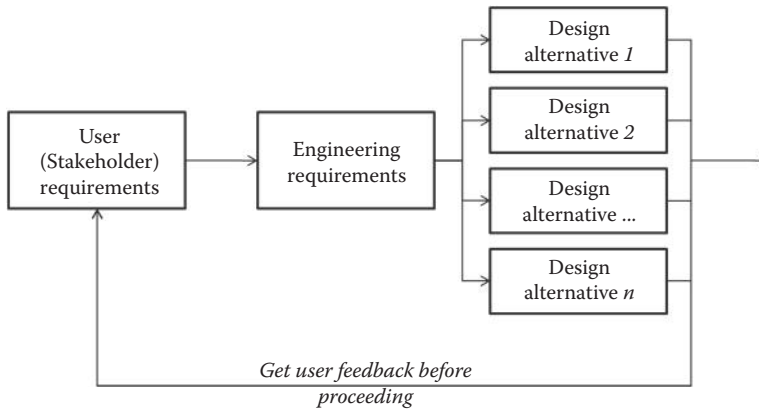 User
(Stakeholder)
requirements
Engineering
requirements
Design
alternative 1
Design
alternative 2
Design
alternative ...
Design
alternative n
Get user feedback before
proceeding